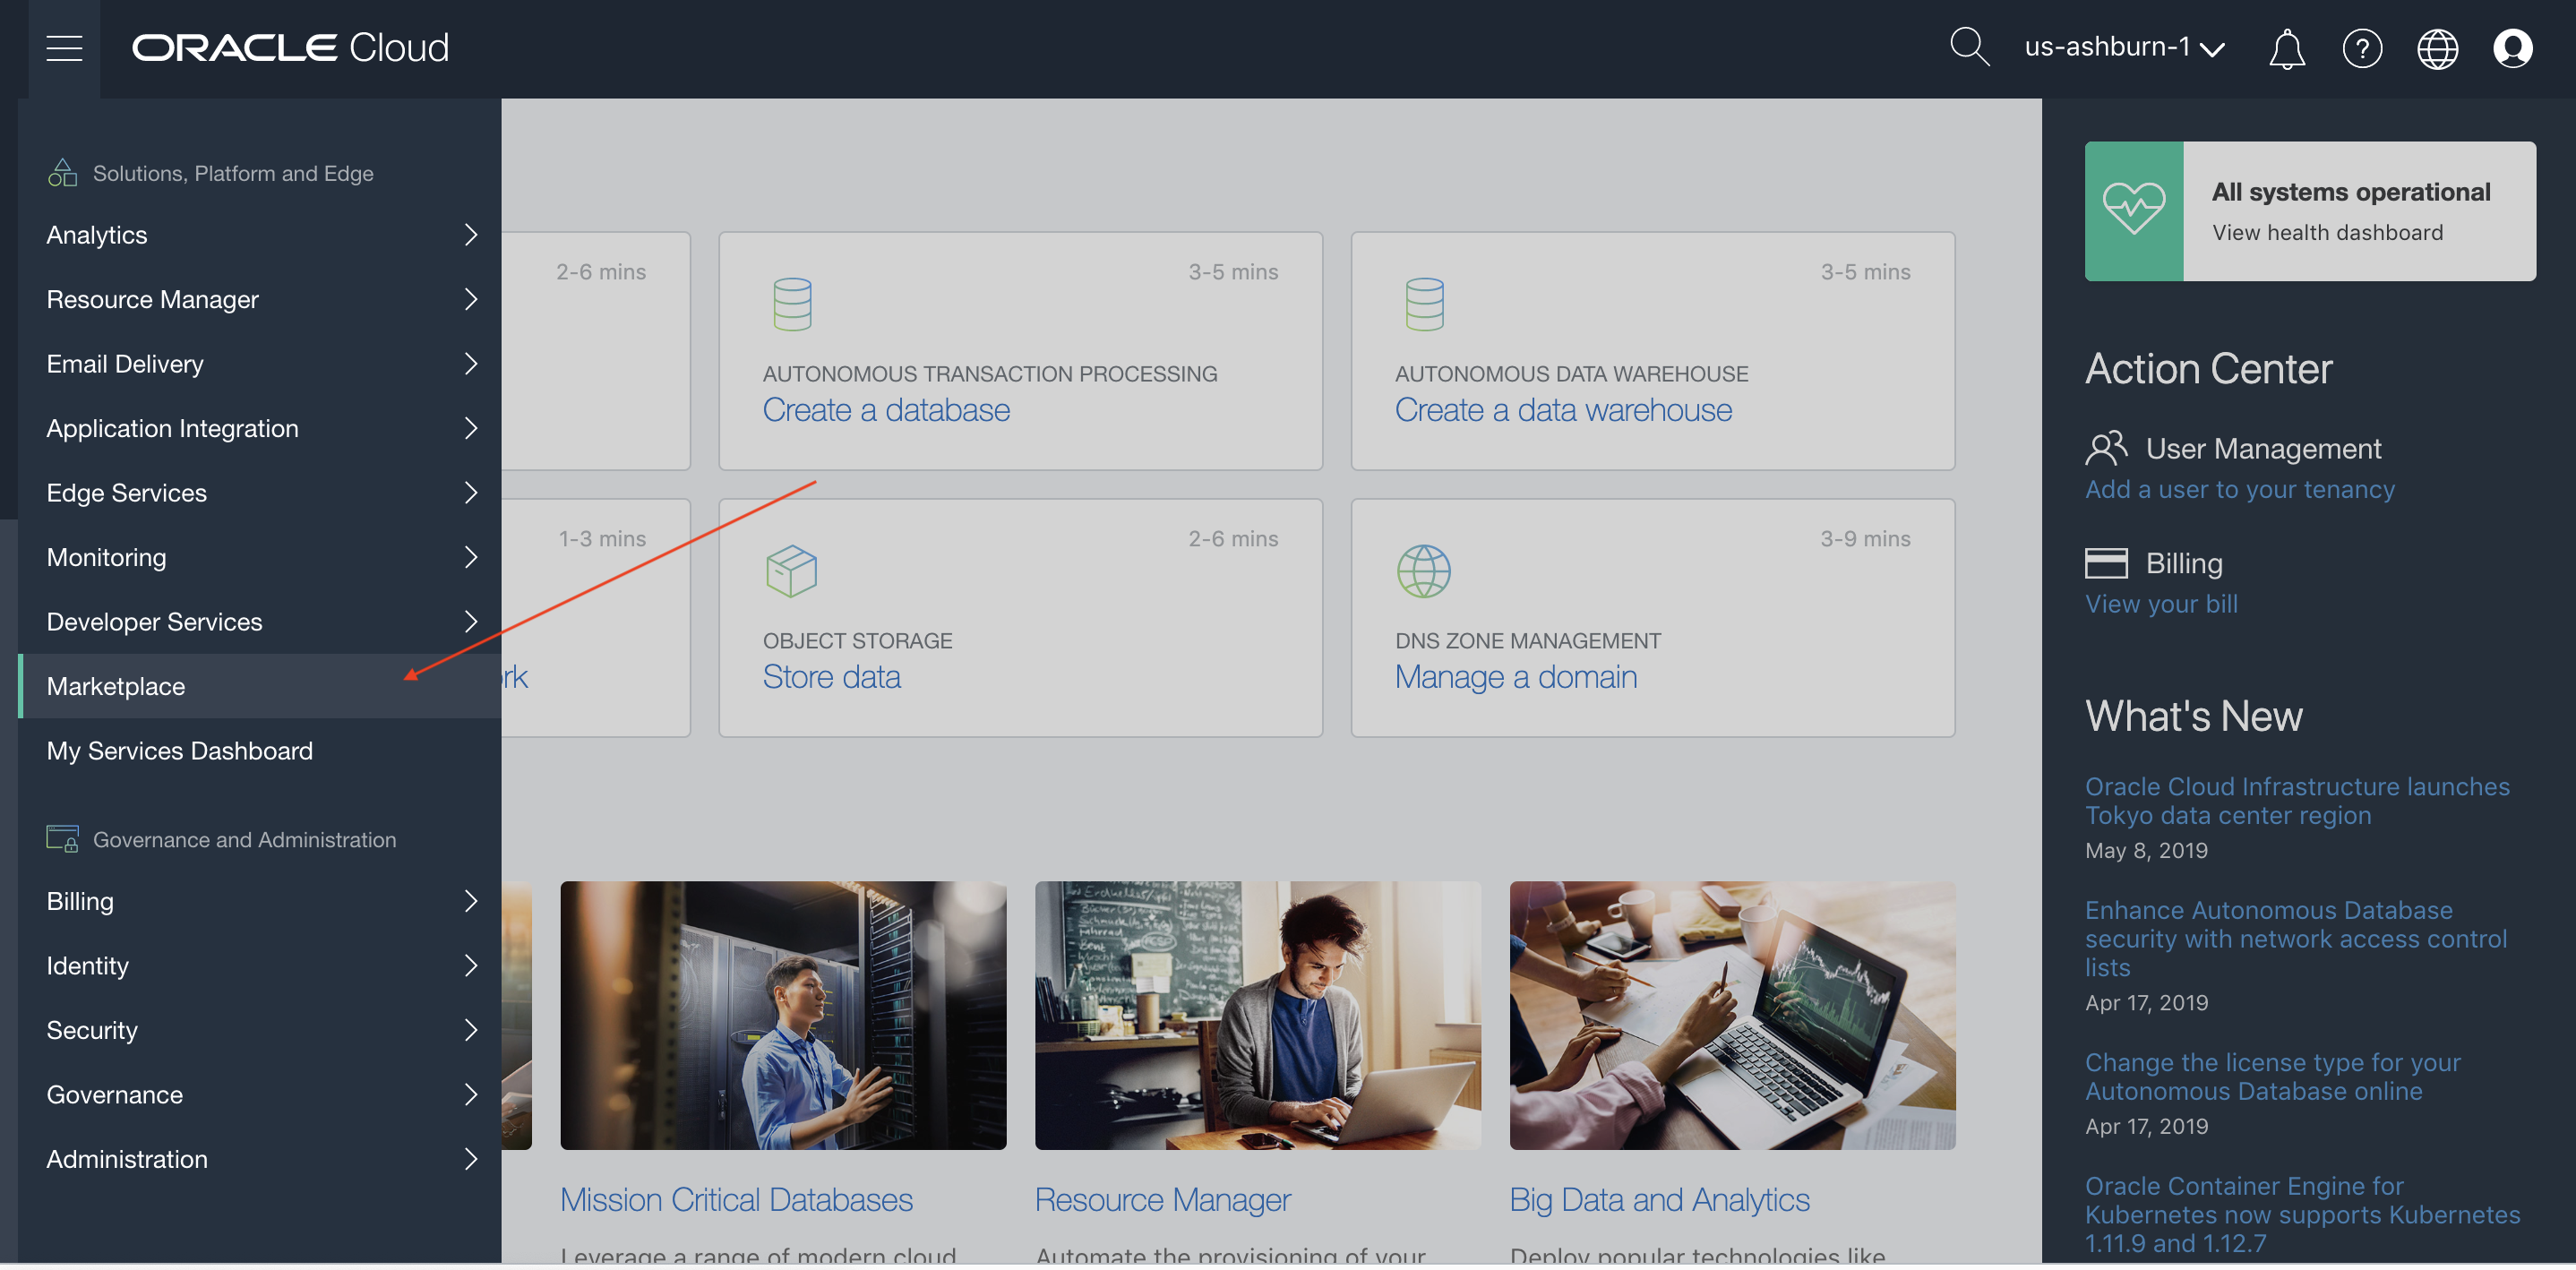 ORACLE Cloud
us-ashburn-1
Solutions, Platform and Edge
Analytics
Resource Manager
Email Delivery
Application Integration
Edge Services
Monitoring
Developer Services
Marketplace
My Services Dashboard
Governance and Administration
Billing
Identity
Security
Governance
Administration
2-6 mins
3-5 mins
AUTONOMOUS TRANSACTION PROCESSING
Create a database
3-5 mins
AUTONOMOUS DATA WAREHOUSE
Create a data warehouse
1-3 mins
rk
2-6 mins
OBJECT STORAGE
Store data
3-9 mins
DNS ZONE MANAGEMENT
Manage a domain
Mission Critical Databases
Leverage a range of modern cloud
Resource Manager
Automate the provisioning of your
Big Data and Analytics
Deploy popular technologies like
All systems operational
View health dashboard
Action Center
User Management
Add a user to your tenancy
Billing
View your bill
What's New
Oracle Cloud Infrastructure launches
Tokyo data center region
May 8, 2019
Enhance Autonomous Database
security with network access control
lists
Apr 17, 2019
Change the license type for your
Autonomous Database online
Apr 17, 2019
Oracle Container Engine for
Kubernetes now supports Kubernetes
1.11.9 and 1.12.7